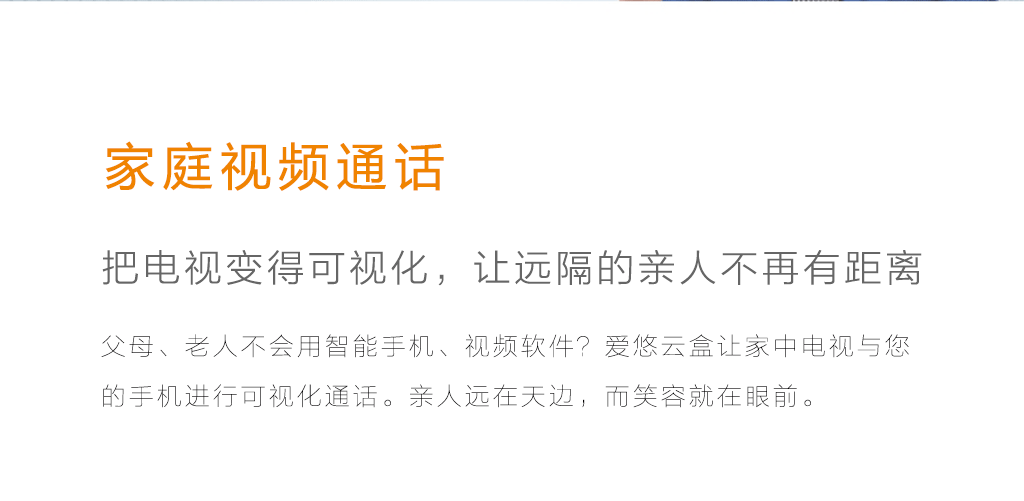 家庭视频通话
把电视变得可视化，让远隔的亲人不再有距离
父母、老人不会用智能手机、视频软件？爱悠云盒让家中电视与您
的手机进行可视化通话。亲人远在天边，而笑容就在眼前。